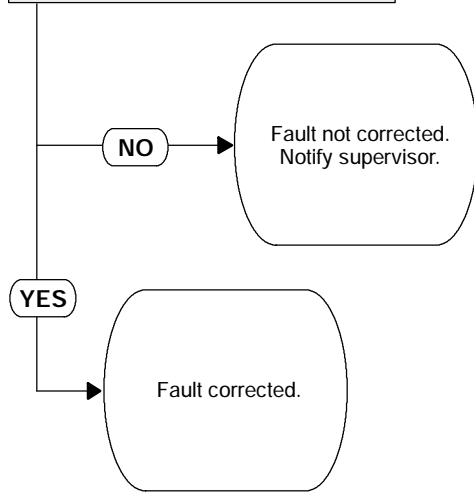 NO
Fault not corrected.
Notify supervisor.
YES
Fault corrected.